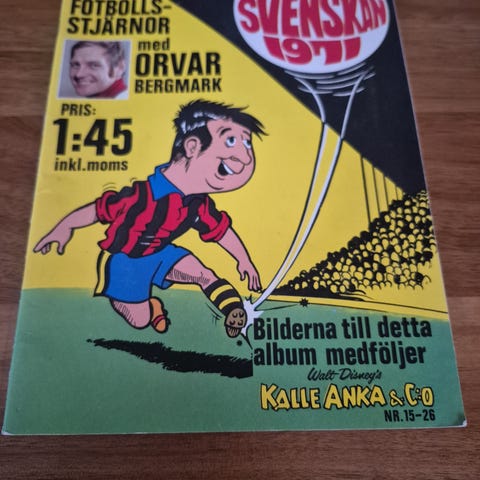 FOTBOLLS-
STJÄRNOR
med
ORVAR
BERGMARK
PRIS:
1:45
inkl.moms
SVENSKAN
1971
Bilderna till detta
album medföljer
Walt Disney's
KALLE ANKA & C:O
NR.15-26